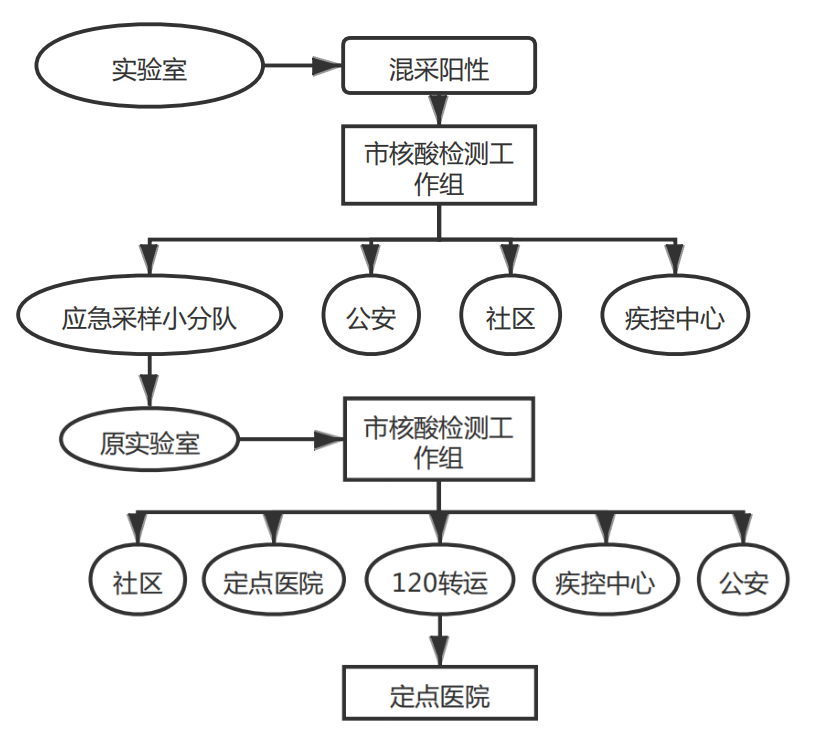 实验室
混采阳性
市核酸检测工
作组
应急采样小分队
公安
社区
疾控中心
原实验室
市核酸检测工
作组
社区
定点医院
120转运
疾控中心
公安
定点医院